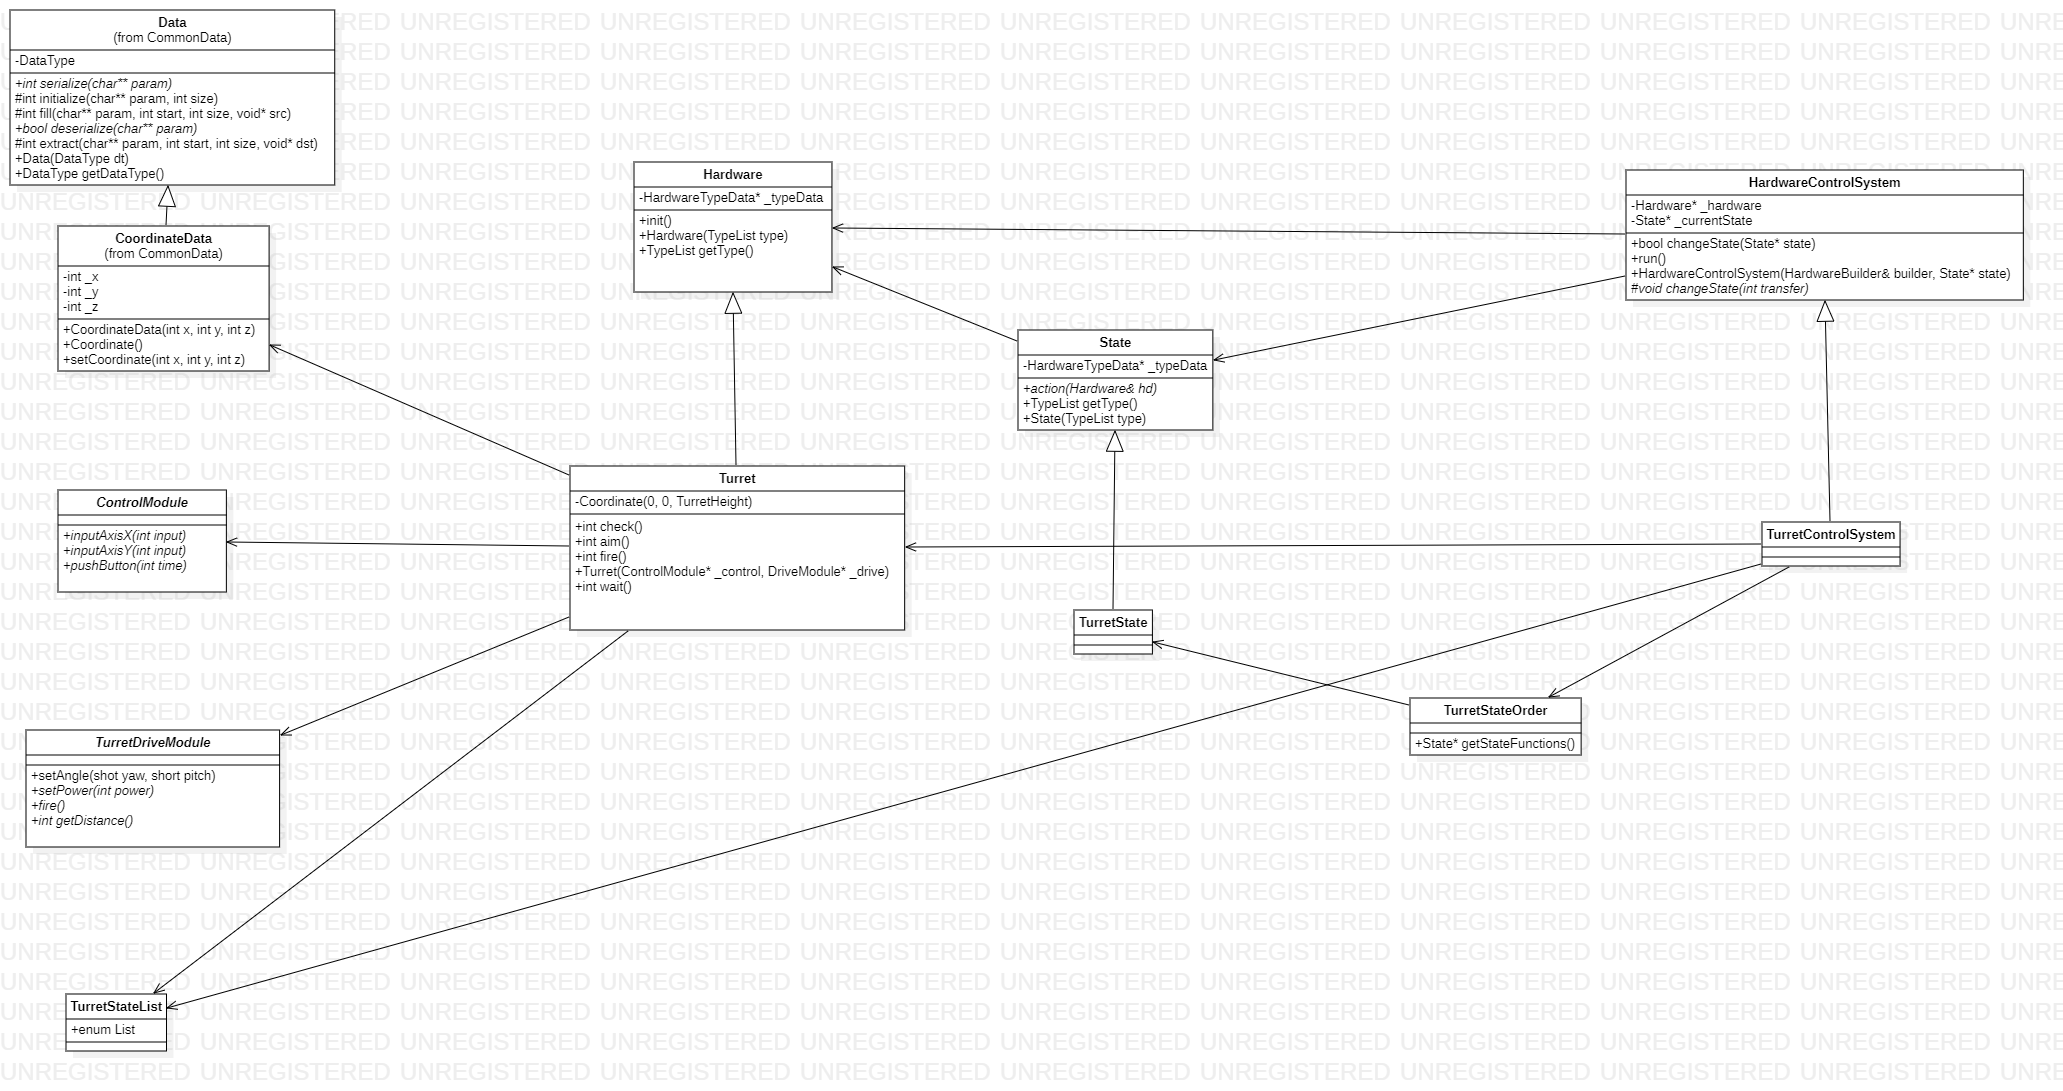 Data
(from CommonData)
-DataType
+int serialize(char** param)
#int initialize(char** param, int size)
#int fill(char** param, int start, int size, void* src)
+bool deserialize(char** param)
#int extract(char** param, int start, int size, void* dst)
+Data(DataType dt)
+DataType getDataType()
CoordinateData
(from CommonData)
-int _x
-int _y
-int _z
+CoordinateData(int x, int y, int z)
+Coordinate()
+setCoordinate(int x, int y, int z)
Hardware
-HardwareTypeData* _typeData
+init()
+Hardware(TypeList type)
+TypeList getType()
HardwareControlSystem
-Hardware* _hardware
-State* _currentState
+bool changeState(State* state)
+run()
+HardwareControlSystem(HardwareBuilder& builder, State* state)
#void changeState(int transfer)
State
-HardwareTypeData* _typeData
+action(Hardware& hd)
+TypeList getType()
+State(TypeList type)
Turret
-Coordinate(0, 0, TurretHeight)
+int check()
+int aim()
+int fire()
+Turret(ControlModule* _control, DriveModule* _drive)
+int wait()
ControlModule
+inputAxisX(int input)
+inputAxisY(int input)
+pushButton(int time)
TurretControlSystem
TurretState
TurretStateOrder
+State* getStateFunctions()
TurretDriveModule
+setAngle(shot yaw, short pitch)
+setPower(int power)
+fire()
+int getDistance()
TurretStateList
+enum List
UNREGISTERED